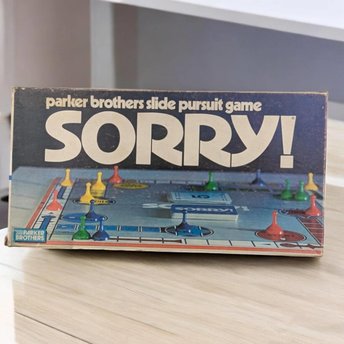 parker brothers slide pursuit game
SORRY!
PARKER
BROTHERS